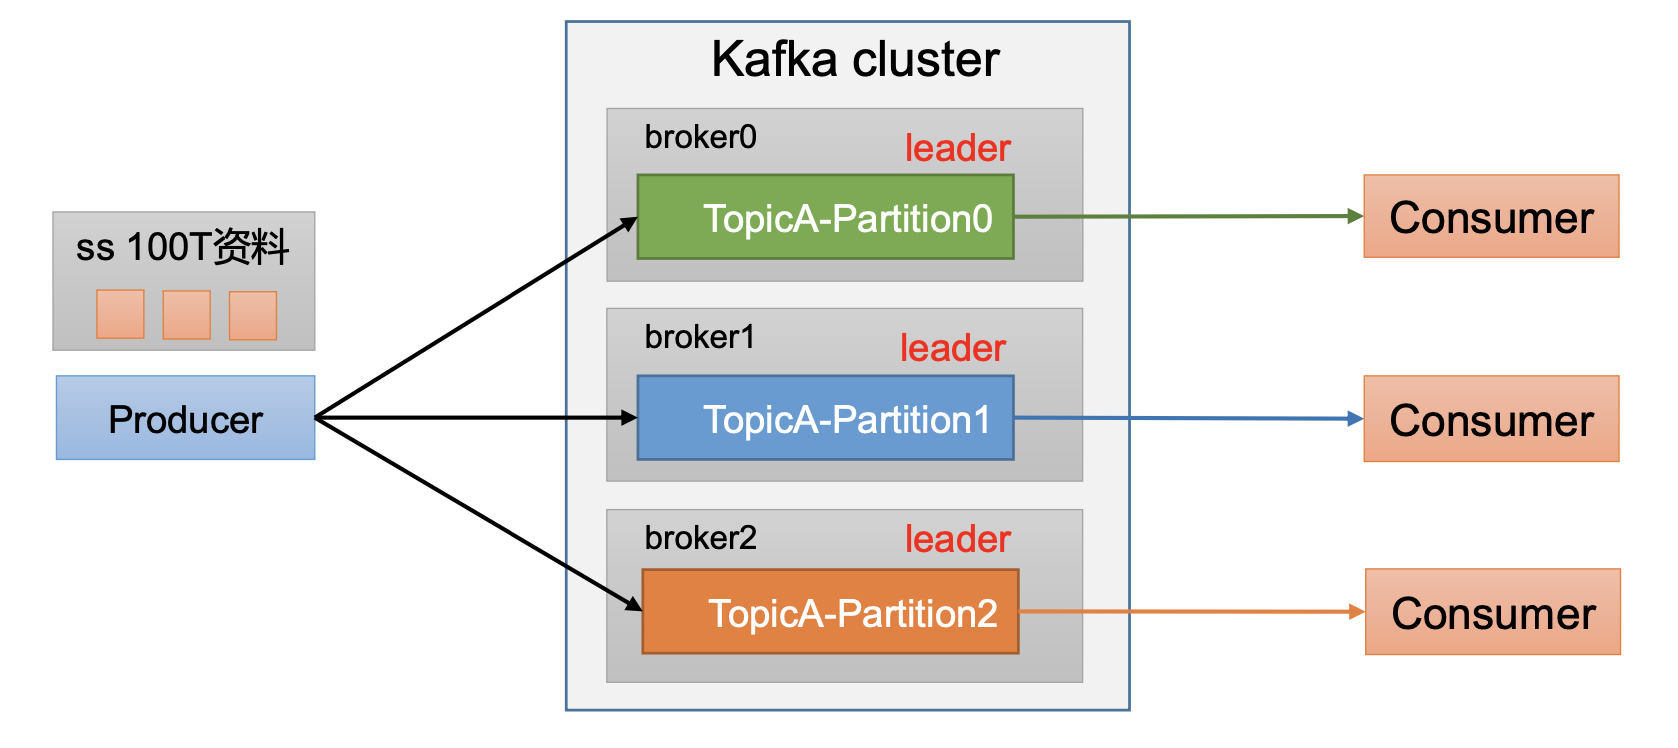 Kafka cluster
broker0
leader
TopicA-Partition0
Consumer
ss 100T资料
broker1
leader
Producer
TopicA-Partition1
Consumer
broker2
leader
TopicA-Partition2
Consumer